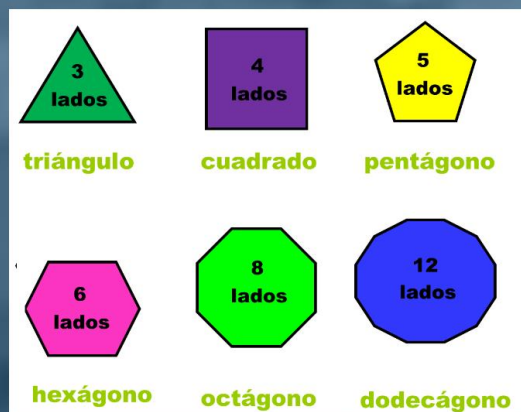 3
lados
4
lados
5
lados
triángulo
cuadrado
pentágono
6
lados
8
lados
12
lados
hexágono
octágono
dodecágono